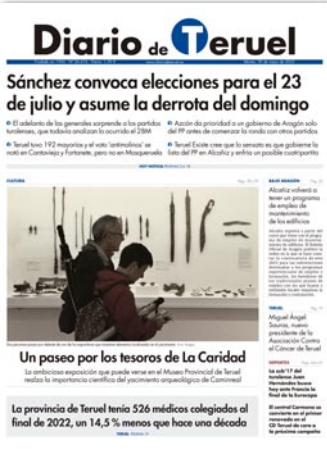 Diario de Teruel
Sánchez convoca elecciones para el 23
de julio y asume la derrota del domingo
El adelanto de las generales sorprende a los partidos
turolenses, que todavía analizan lo ocurrido el 28M
Azcón da prioridad a un gobierno de Aragón solo
del PP antes de comenzar la ronda con otros partidos
Teruel tuvo 192 mayorías y el voto 'antimolinos' se
notó en Cantavieja y Fortanete, pero no en Mosqueruela
Teruel Existe cree que lo sensato es que gobierne la
lista del PP en Alcañiz y enfría un posible cuatripartito
CULTURA
Un paseo por los tesoros de La Caridad
La ambiciosa exposición que puede verse en el Museo Provincial de Teruel
realza la importancia científica del yacimiento arqueológico de Caminreal
La provincia de Teruel tenía 526 médicos colegiados al
final de 2022, un 14,5 % menos que hace una década
BAJO ARAGÓN
Alcañiz volverá a
tener un programa
de empleo de
mantenimiento
de los edificios
TERUEL
Miguel Ángel
Sauras, nuevo
presidente de la
Asociación Contra
el Cáncer de Teruel
DEPORTES
La sub'17 del
turolense Juan
Hernández busca
hoy ante Francia la
final de la Eurocopa
El central Carmona se
convierte en el primer
renovado en el
CD Teruel de cara a
la próxima campaña